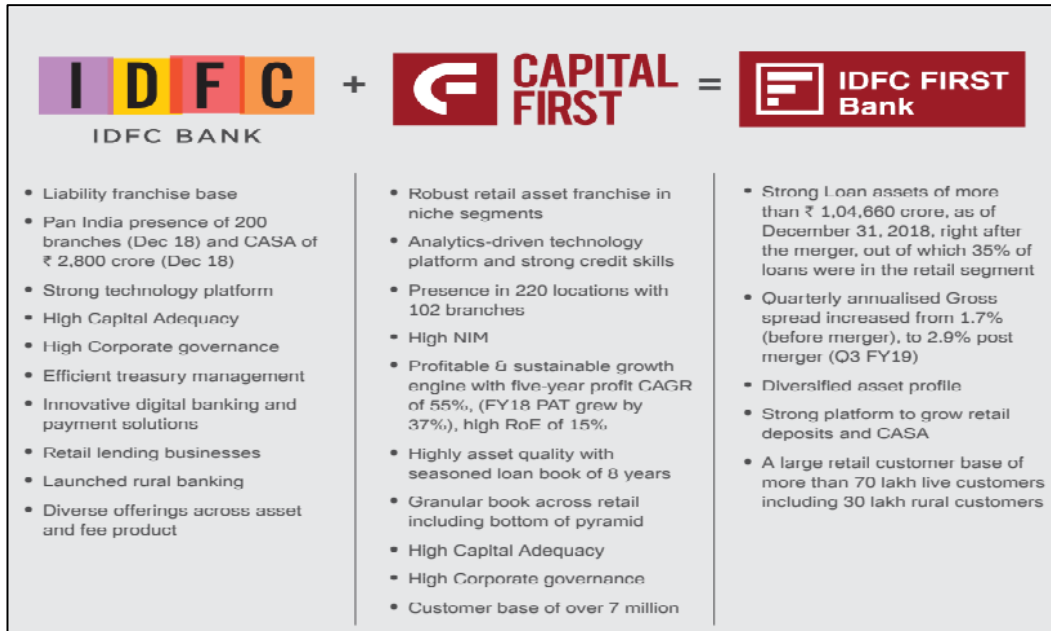 IDFC
IDFC BANK
+
CAPITAL
FIRST
=
IDFC FIRST
Bank
• Liability franchise base
• Pan India presence of 200
branches (Dec 18) and CASA of
₹ 2,800 crore (Dec 18)
• Strong technology platform
• High Capital Adequacy
• High Corporate governance
• Efficient treasury management
• Innovative digital banking and
payment solutions
• Retail lending businesses
• Launched rural banking
• Diverse offerings across asset
and fee product
• Robust retail asset franchise in
niche segments
• Analytics-driven technology
platform and strong credit skills
• Presence in 220 locations with
102 branches
• High NIM
• Profitable & sustainable growth
engine with five-year profit CAGR
of 55%, (FY18 PAT grew by
37%), high RoE of 15%
• Highly asset quality with
seasoned loan book of 8 years
• Granular book across retail
including bottom of pyramid
• High Capital Adequacy
• High Corporate governance
• Customer base of over 7 million
• Strong Loan assets of more
than ₹ 1,04,660 crore, as of
December 31, 2018, right after
the merger, out of which 35% of
loans were in the retail segment
• Quarterly annualised Gross
spread increased from 1.7%
(before merger), to 2.9% post
merger (Q3 FY19)
• Diversified asset profile
• Strong platform to grow retail
deposits and CASA
• A large retail customer base of
more than 70 lakh live customers
including 30 lakh rural customers